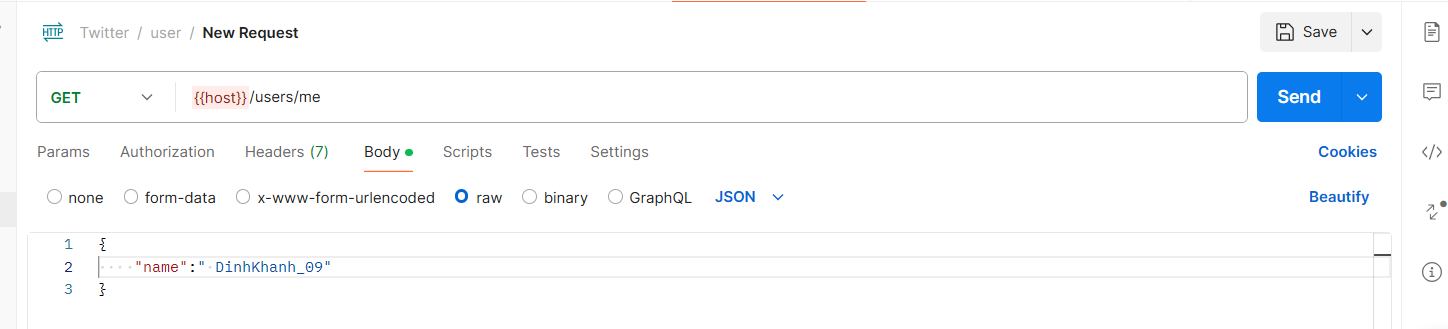 HTTP Twitter / user / New Request Save
GET {{host}}/users/me Send
Params Authorization Headers (7) Body Scripts Tests Settings Cookies
none form-data x-www-form-urlencoded raw binary GraphQL JSON Beautify
1 {
2 "name":" DinhKhanh_09"
3 }